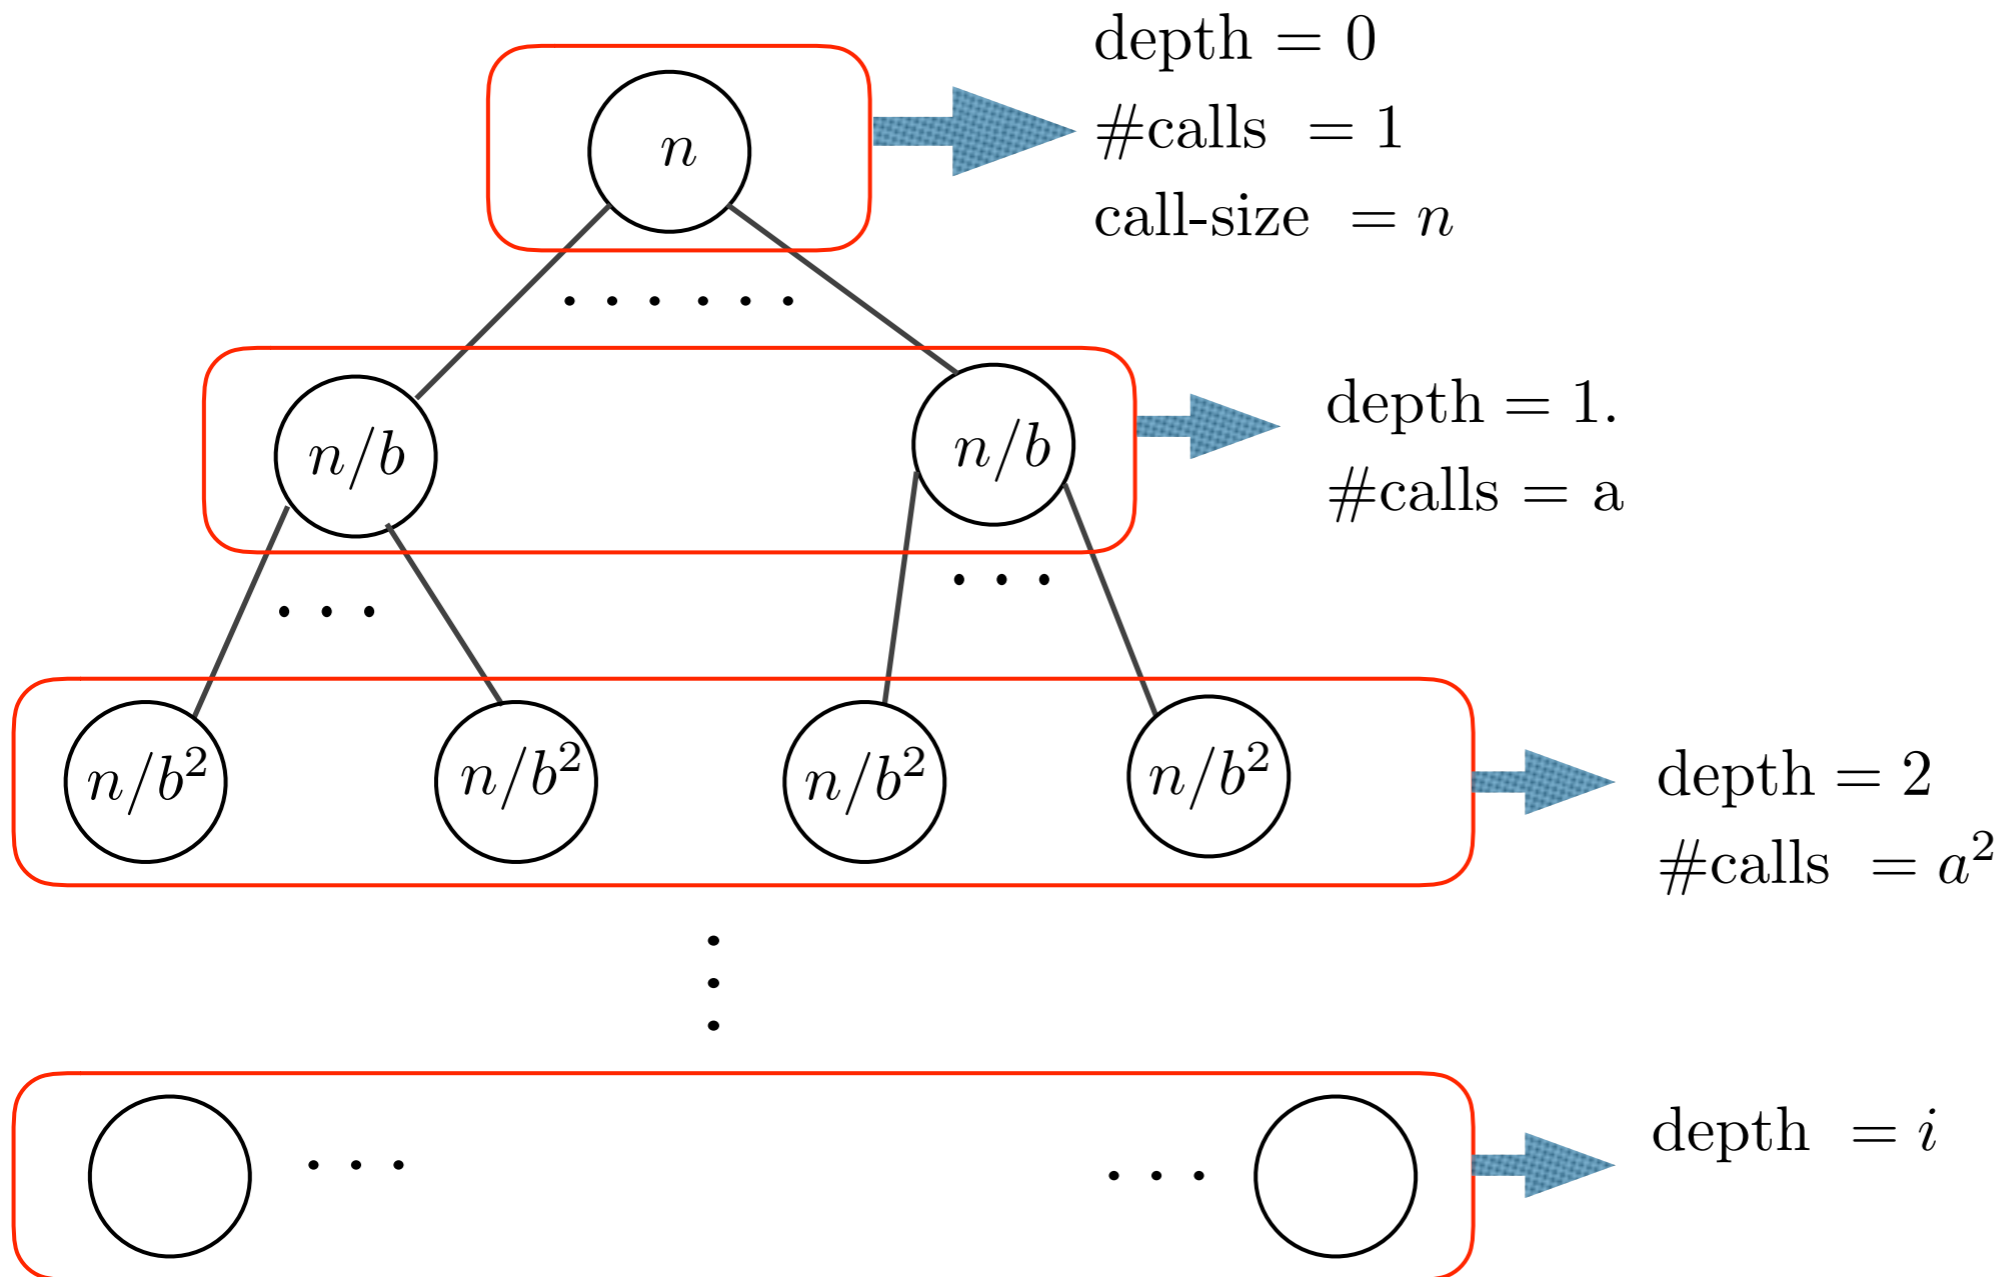 n
depth = 0
#calls = 1
call-size = n
· · · · · ·
n/b
n/b
depth = 1.
#calls = a
· · ·
· · ·
n/b²
n/b²
n/b²
n/b²
depth = 2
#calls = a²
· · ·
· · ·
· · ·
depth = i